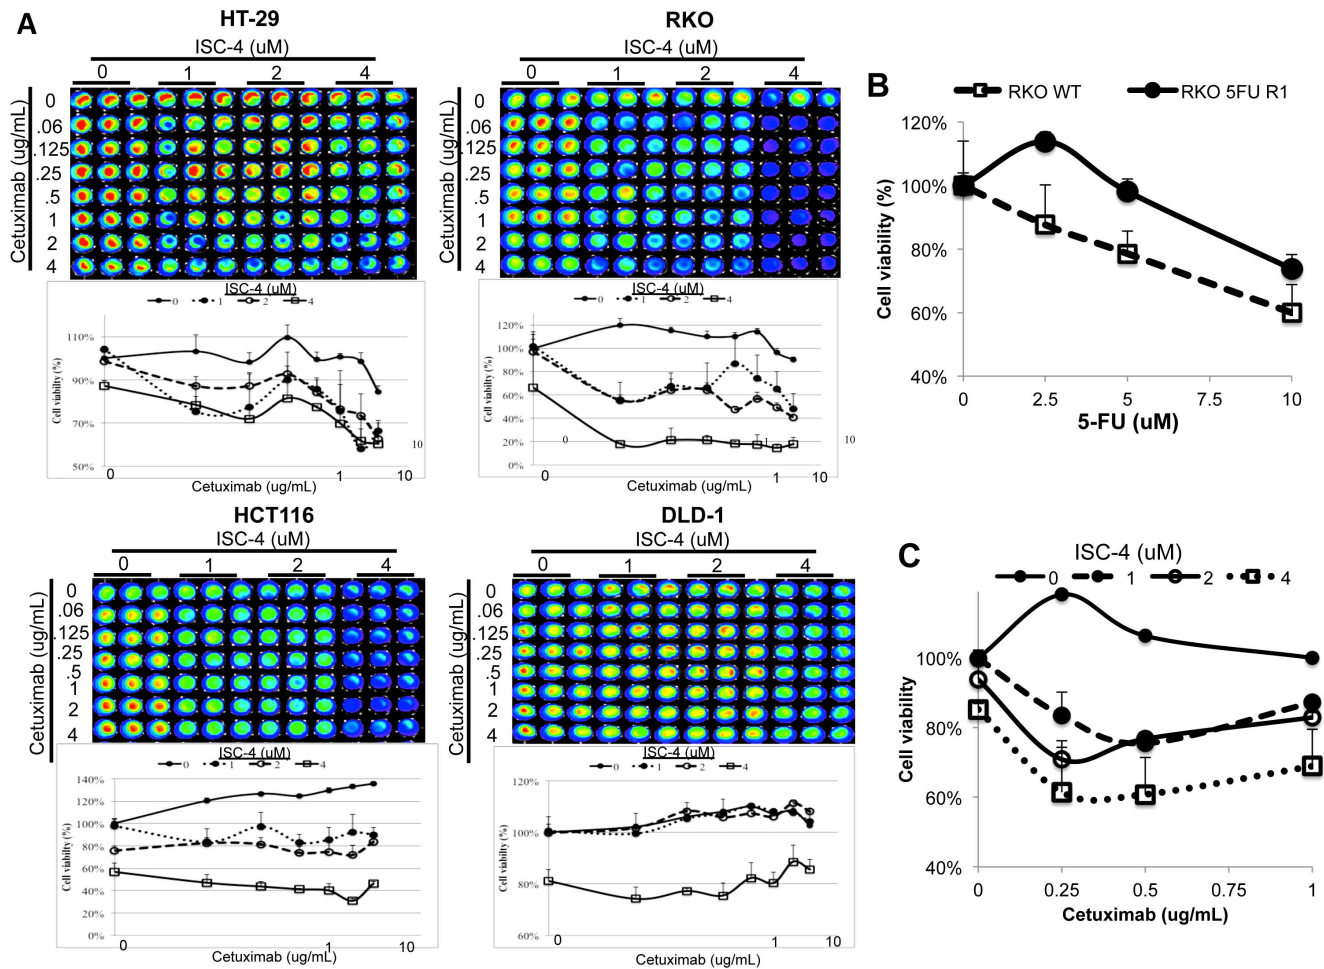 A
HT-29
ISC-4 (uM)
0 1 2 4
Cetuximab (ug/mL)
0
.06
.125
.25
.5
1
2
4
ISC-4 (uM)
0 1 2 4
110%
90%
70%
50%
Cell viability (%)
10
0 1 10
Cetuximab (ug/mL)
RKO
ISC-4 (uM)
0 1 2 4
Cetuximab (ug/mL)
0
.06
.125
.25
.5
1
2
4
ISC-4 (uM)
0 1 2 4
120%
100%
80%
60%
40%
20%
0%
Cell viability (%)
0 1 10
0 1 10
Cetuximab (ug/mL)
B
RKO WT RKO 5FU R1
120%
100%
80%
60%
40%
Cell viability (%)
0 2.5 5 7.5 10
5-FU (uM)
HCT116
ISC-4 (uM)
0 1 2 4
Cetuximab (ug/mL)
0
.06
.125
.25
.5
1
2
4
ISC-4 (uM)
0 1 2 4
140%
120%
100%
80%
60%
40%
20%
0%
Cell viability (%)
0 1 10
Cetuximab (ug/mL)
DLD-1
ISC-4 (uM)
0 1 2 4
Cetuximab (ug/mL)
0
.06
.125
.25
.5
1
2
4
ISC-4 (uM)
0 1 2 4
120%
100%
80%
60%
Cell viability (%)
0 1 10
Cetuximab (ug/mL)
C
ISC-4 (uM)
0 1 2 4
100%
80%
60%
40%
Cell viability
0 0.25 0.5 0.75 1
Cetuximab (ug/mL)